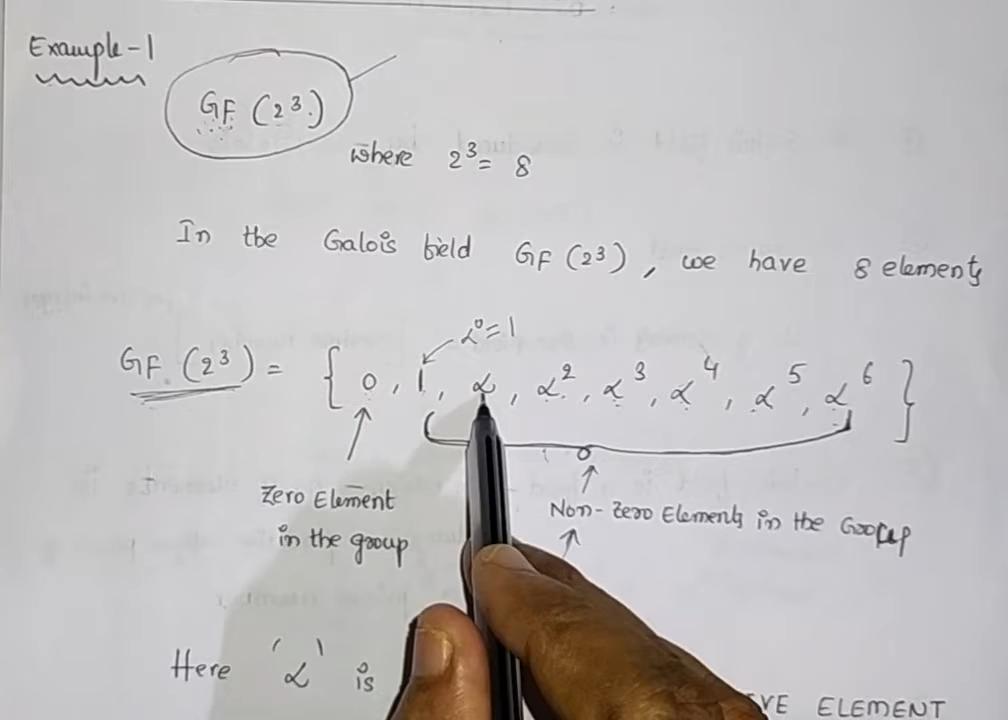 Example-1
GF (2³)
where 2³ = 8
In the Galois field GF (2³), we have 8 elements
α⁰ = 1
GF (2³) = { 0, 1, α, α², α³, α⁴, α⁵, α⁶ }
Zero Element
in the group
Non-Zero Elements in the Group
Here 'α' is ELEMENT